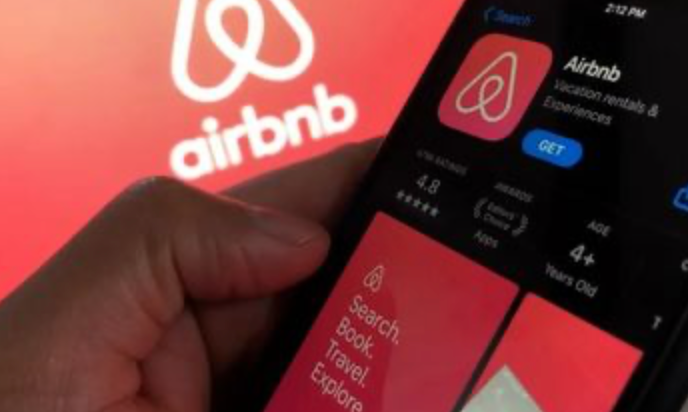 airbnb
Search
2:12 PM
Airbnb
Vacation rentals &
Experiences
GET
AWARDS
AGE
4.8
Editors'
Choice
4+
Apps
Years Old
Search.
Book.
Travel.
Explore.